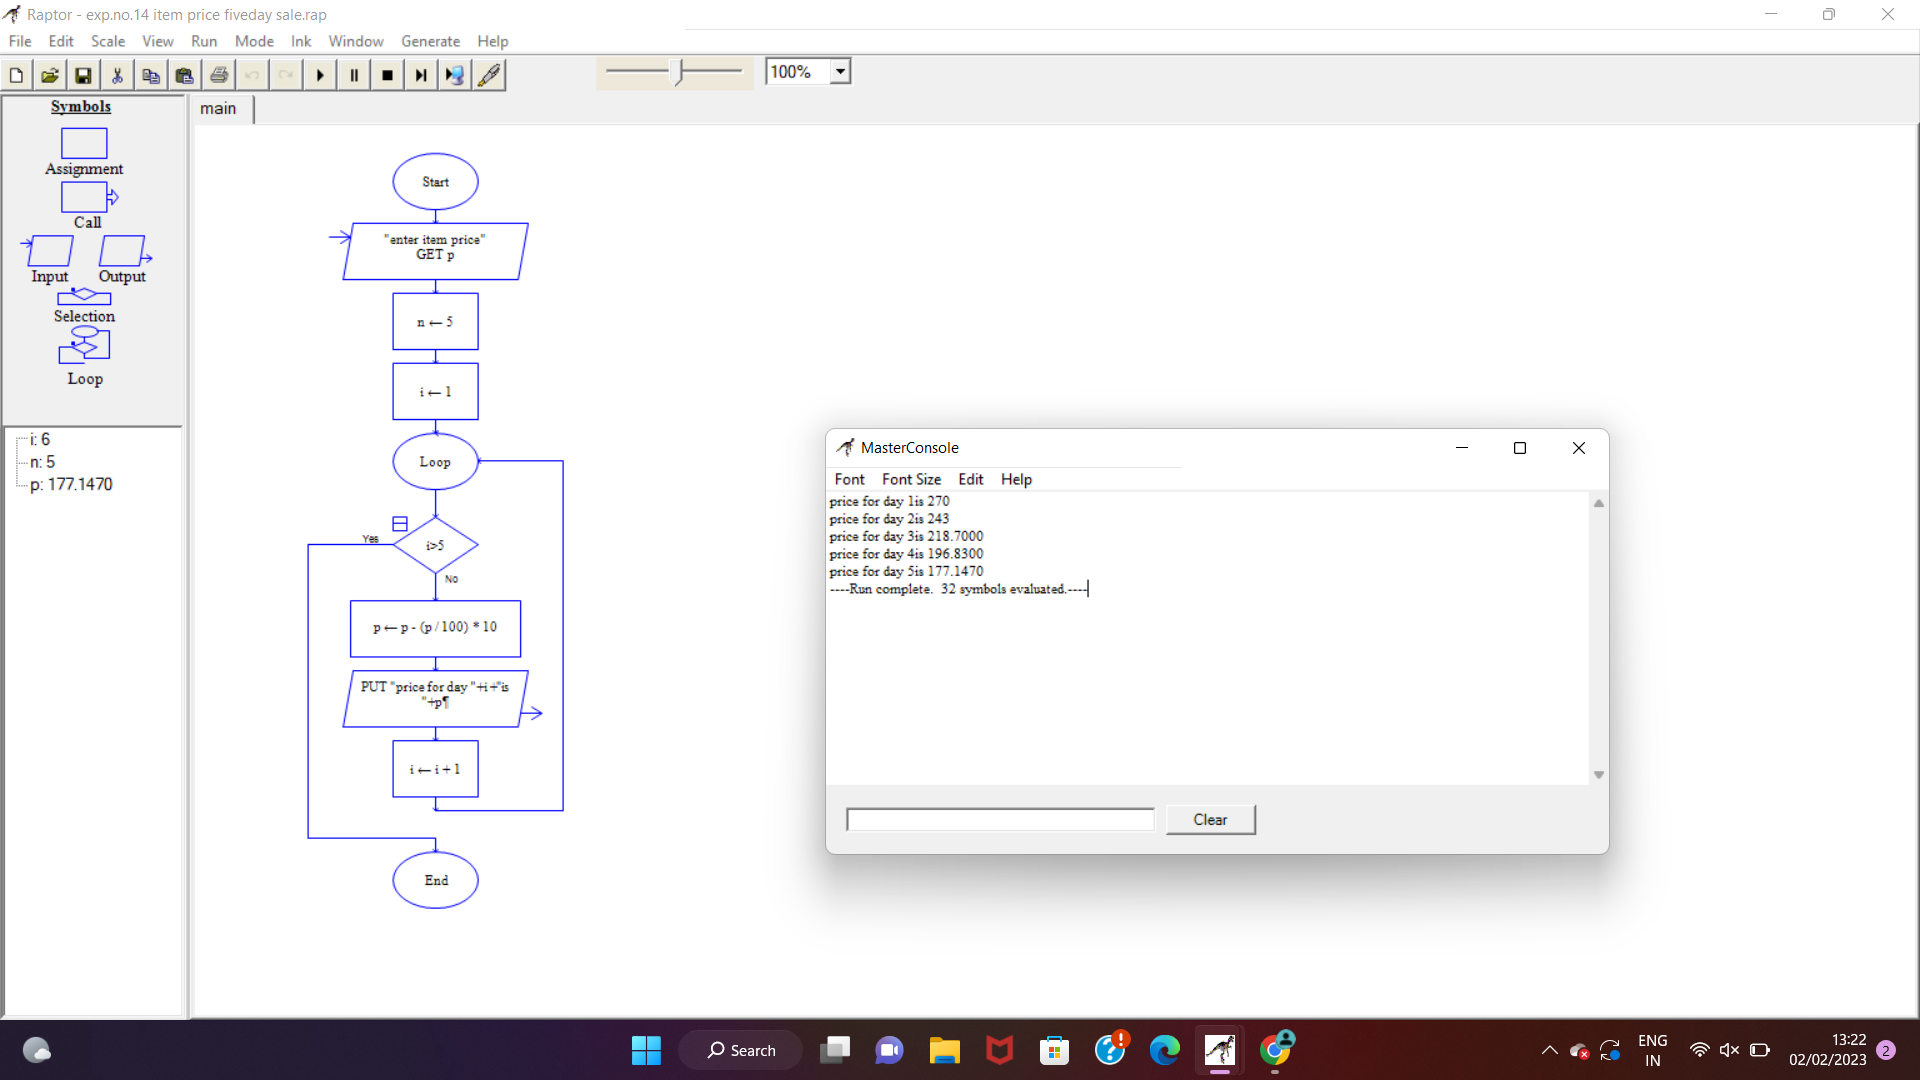 Raptor - exp.no.14 item price fiveday sale.rap
File Edit Scale View Run Mode Ink Window Generate Help
100%
Symbols
Assignment
Call
Input Output
Selection
Loop
i: 6
n: 5
p: 177.1470
main
Start
"enter item price"
GET p
n ← 5
i ← 1
Loop
Yes
i>5
No
p ← p - (p / 100) * 10
PUT "price for day "+i +"is
"+p¶
i ← i + 1
End
MasterConsole
Font Font Size Edit Help
price for day 1is 270
price for day 2is 243
price for day 3is 218.7000
price for day 4is 196.8300
price for day 5is 177.1470
----Run complete.  32 symbols evaluated.----
Clear
Search
ENG
IN
13:22
02/02/2023
2